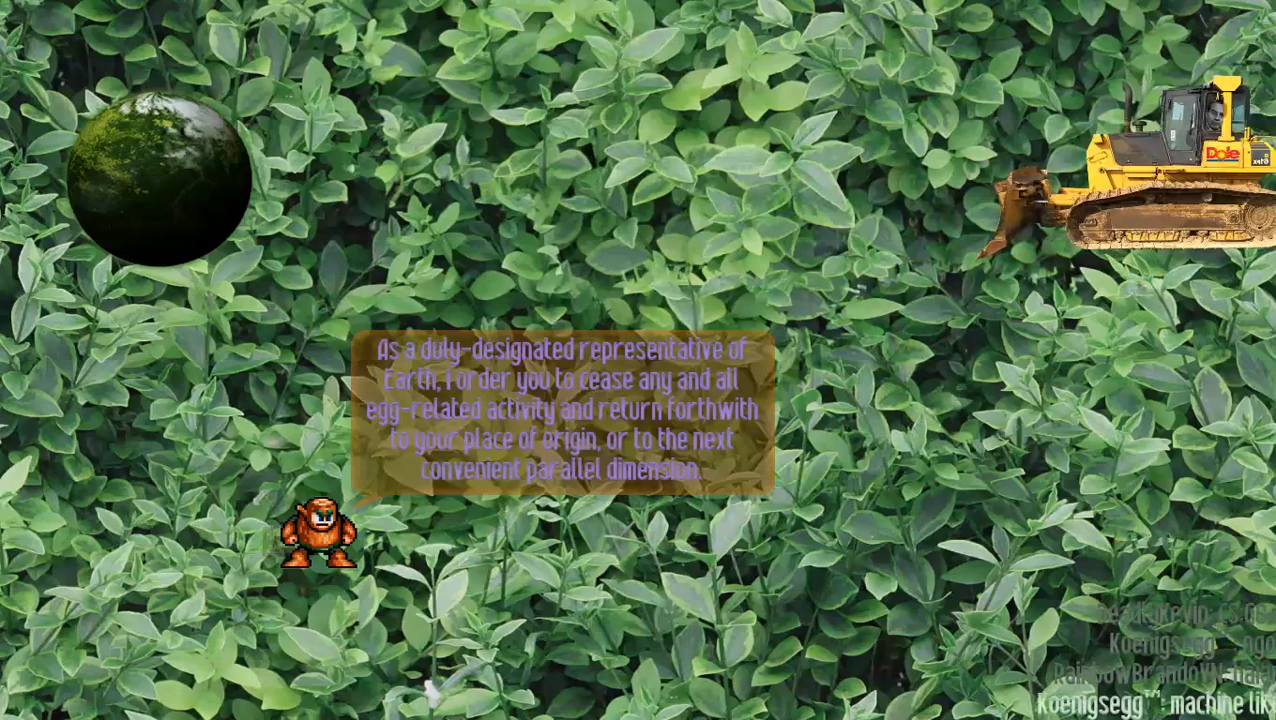 Dole
As a duly-designated representative of
Earth, I order you to cease any and all
egg-related activity and return forthwith
to your place of origin, or to the next
convenient parallel dimension.
Koenigsegg
Koenigsegg™: machine lik